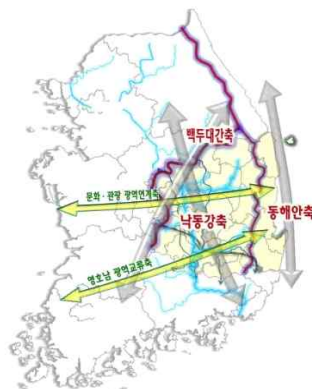 백두대간축
문화·관광 광역연계축
낙동강축
동해안축
영호남 광역교류축